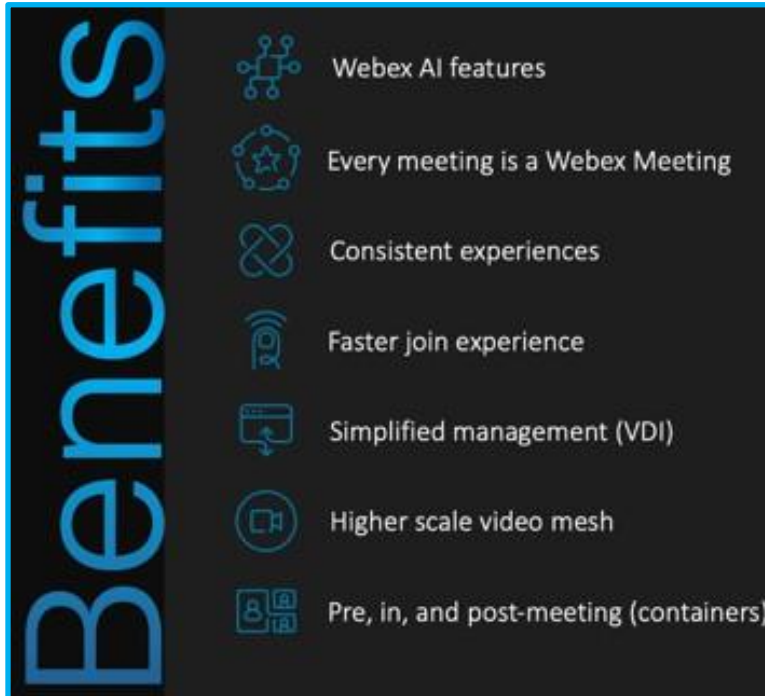 Benefits
Webex AI features
Every meeting is a Webex Meeting
Consistent experiences
Faster join experience
Simplified management (VDI)
Higher scale video mesh
Pre, in, and post-meeting (containers)